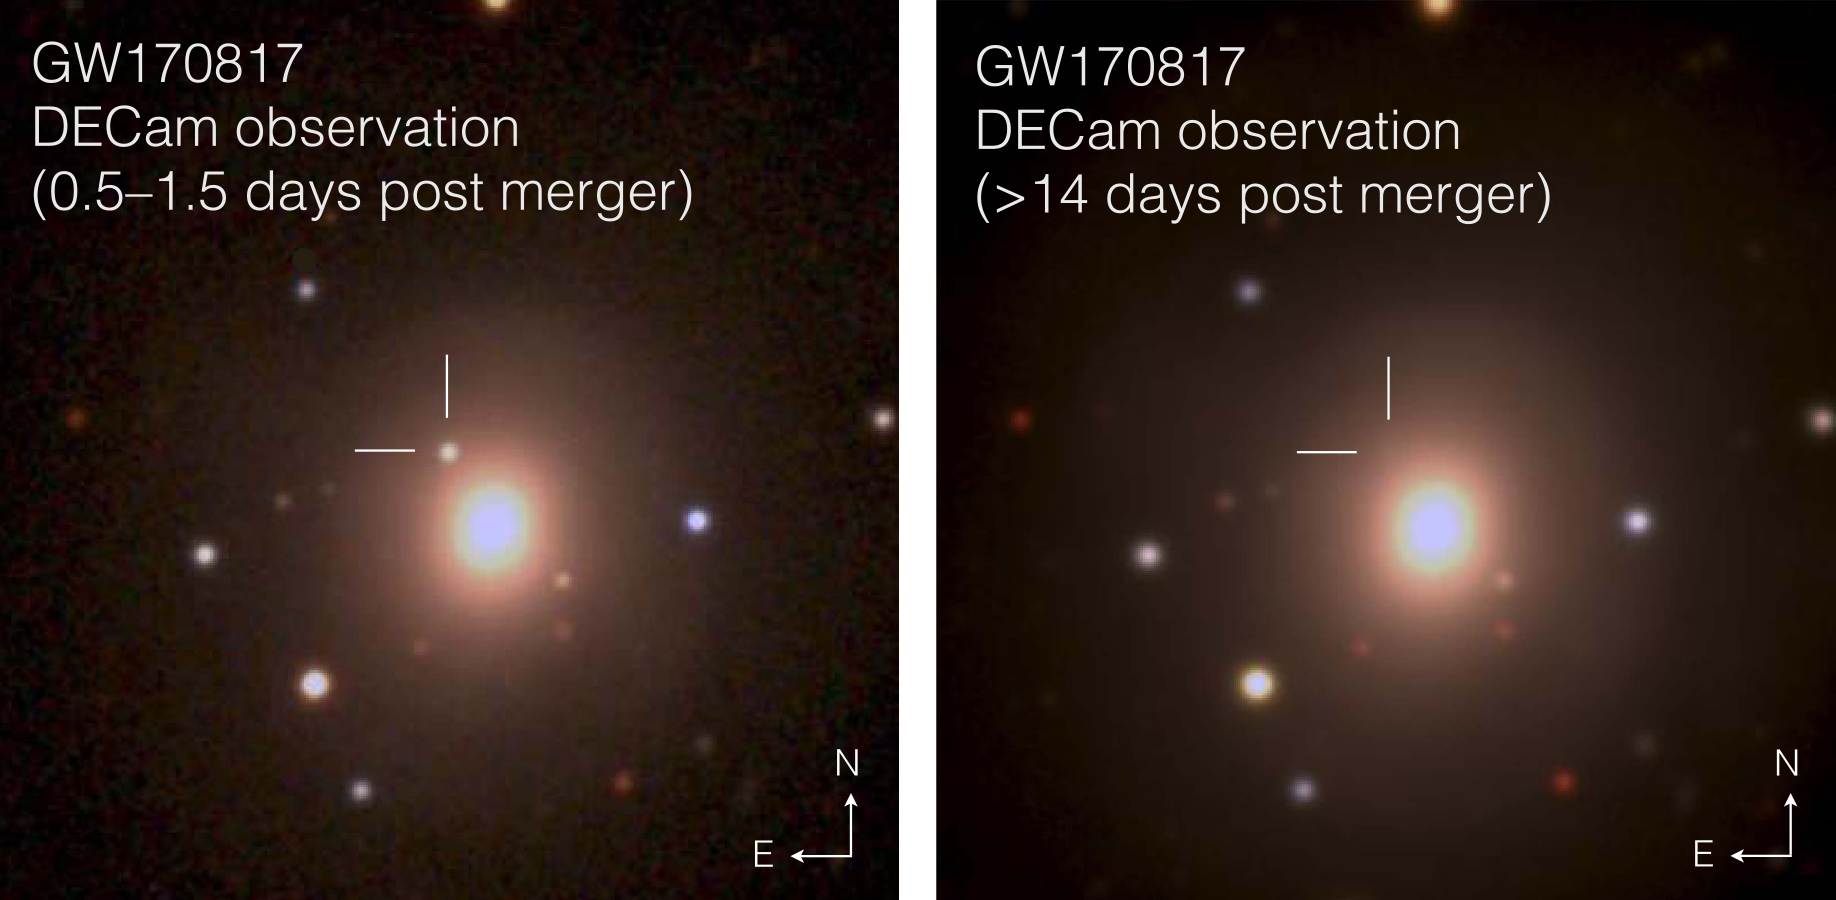 GW170817
DECam observation
(0.5–1.5 days post merger)
N
E
GW170817
DECam observation
(>14 days post merger)
N
E